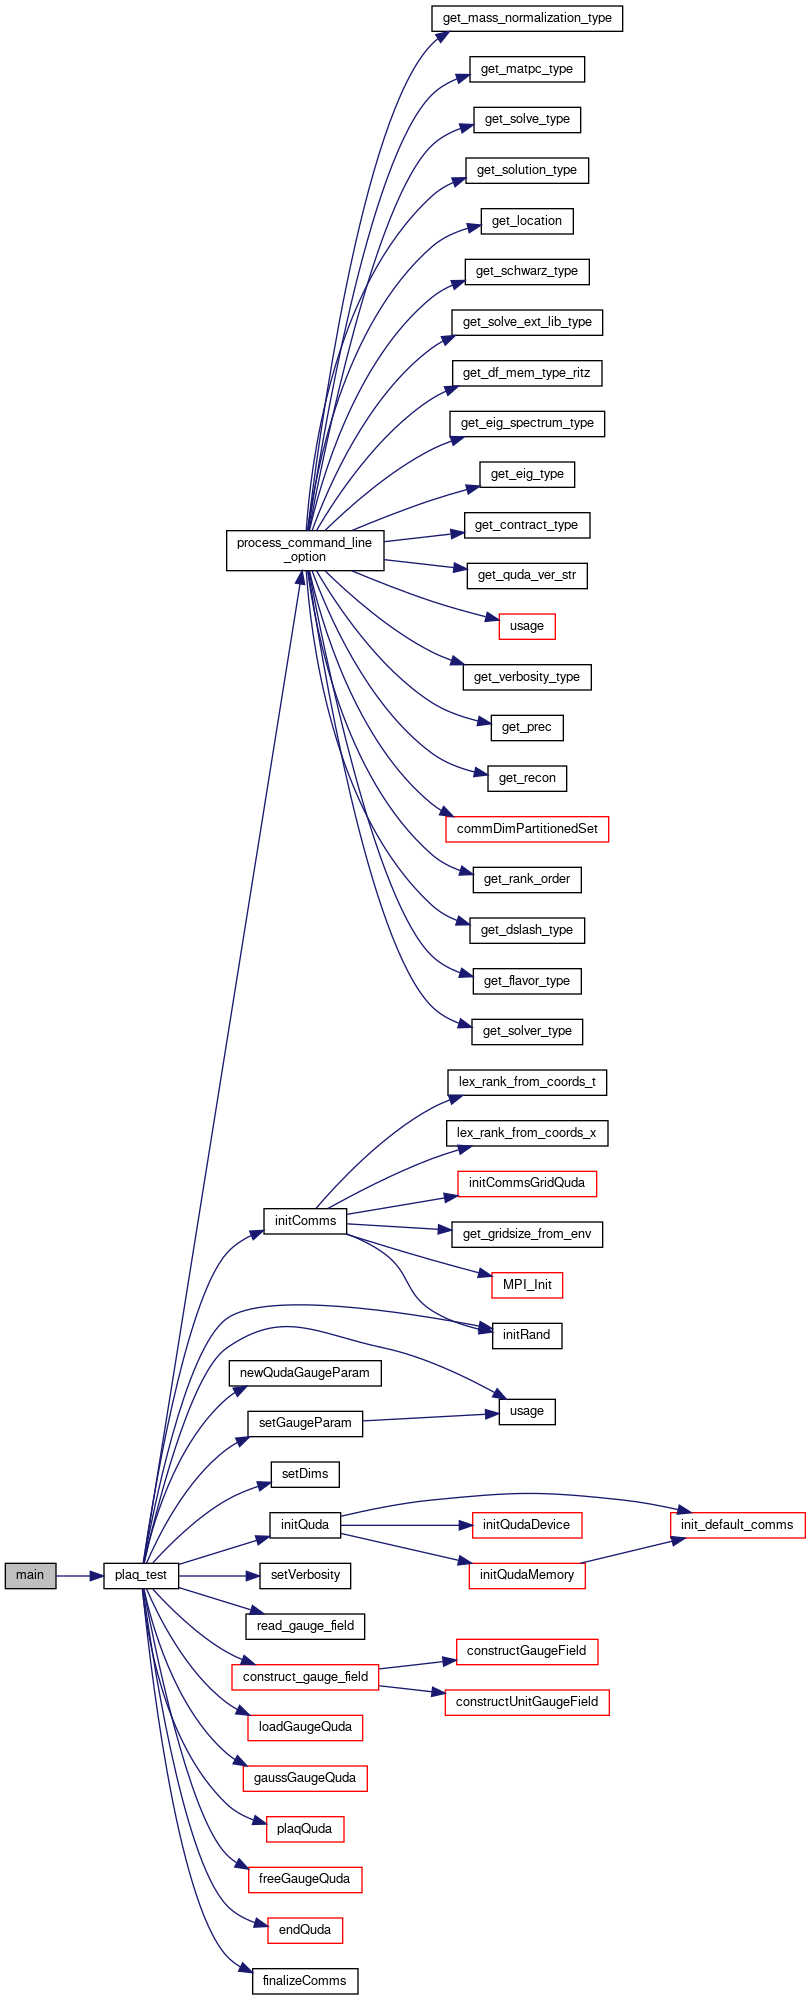 get_mass_normalization_type
get_matpc_type
get_solve_type
get_solution_type
get_location
get_schwarz_type
get_solve_ext_lib_type
get_df_mem_type_ritz
get_eig_spectrum_type
get_eig_type
process_command_line
_option
get_contract_type
get_quda_ver_str
usage
get_verbosity_type
get_prec
get_recon
commDimPartitionedSet
get_rank_order
get_dslash_type
get_flavor_type
get_solver_type
lex_rank_from_coords_t
lex_rank_from_coords_x
initCommsGridQuda
initComms
get_gridsize_from_env
MPI_Init
initRand
newQudaGaugeParam
usage
setGaugeParam
setDims
initQuda
initQudaDevice
init_default_comms
main
plaq_test
setVerbosity
initQudaMemory
read_gauge_field
constructGaugeField
construct_gauge_field
constructUnitGaugeField
loadGaugeQuda
gaussGaugeQuda
plaqQuda
freeGaugeQuda
endQuda
finalizeComms